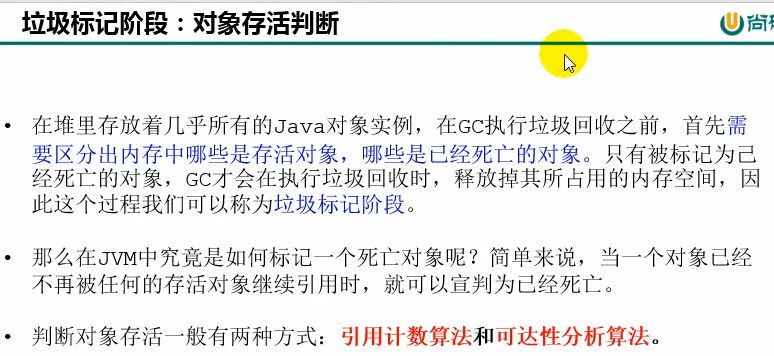 垃圾标记阶段：对象存活判断
• 在堆里存放着几乎所有的Java对象实例，在GC执行垃圾回收之前，首先需
要区分出内存中哪些是存活对象，哪些是已经死亡的对象。只有被标记为己
经死亡的对象，GC才会在执行垃圾回收时，释放掉其所占用的内存空间，因
此这个过程我们可以称为垃圾标记阶段。
• 那么在JVM中究竟是如何标记一个死亡对象呢？简单来说，当一个对象已经
不再被任何的存活对象继续引用时，就可以宣判为已经死亡。
• 判断对象存活一般有两种方式：引用计数算法和可达性分析算法。